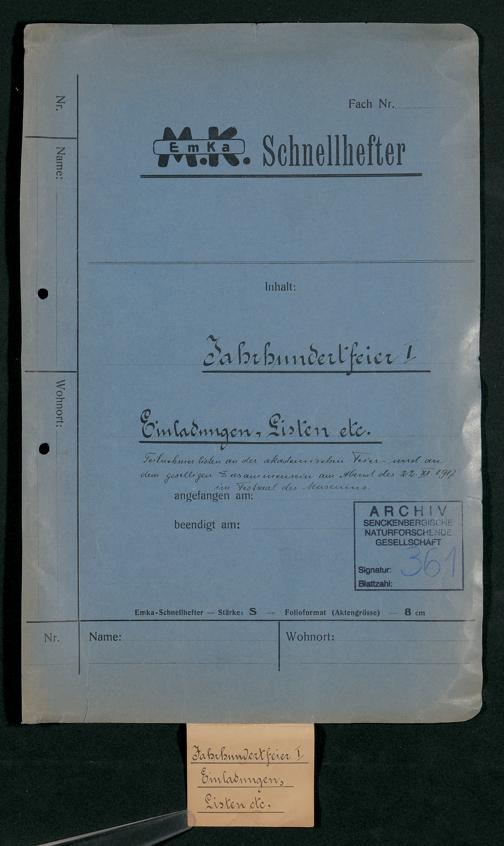 Fach Nr.
M.K. EmKa Schnellhefter
Inhalt:
Jahrhundertfeier I
Einladungen, Listen etc.
Teilnehmerlisten an der akademischen Feier und an
dem geselligen Zusammensein am Abend des 22 XI 1917
im Festsaal des Museums.
angefangen am:
beendigt am:
ARCHIV
SENCKENBERGISCHE
NATURFORSCHENDE
GESELLSCHAFT
Signatur: 361
Blattzahl:
Emka-Schnellhefter — Stärke: S — Folioformat (Aktengrösse) — 8 cm
Nr. Name: Wohnort:
Nr.
Name:
Wohnort:
Jahrhundertfeier I.
Einladungen,
Listen etc.